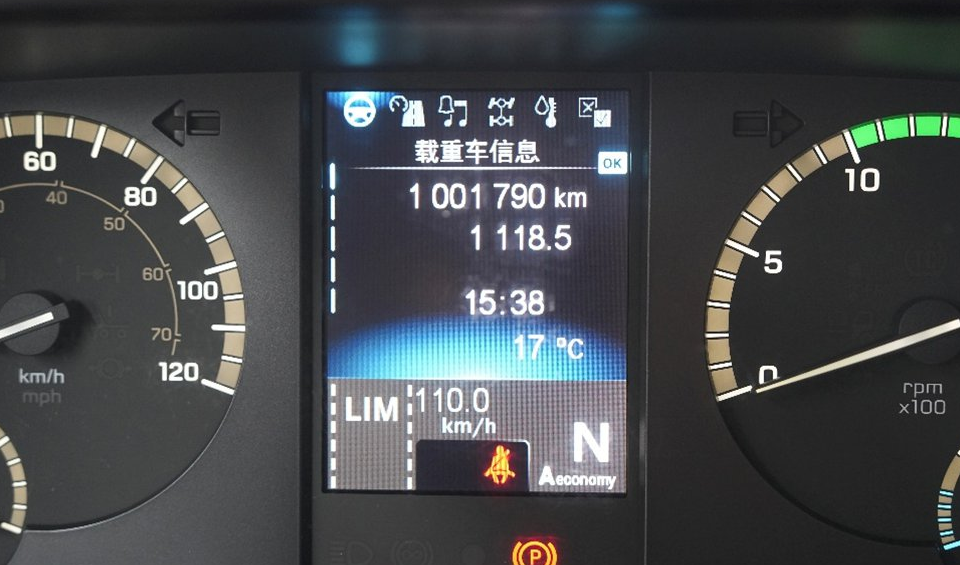 载重车信息
OK
1 001 790 km
1 118.5
15:38
17 °C
LIM
110.0
km/h
N
A economy
60
80
100
120
40
50
60
70
km/h
mph
10
5
0
rpm
x100
P